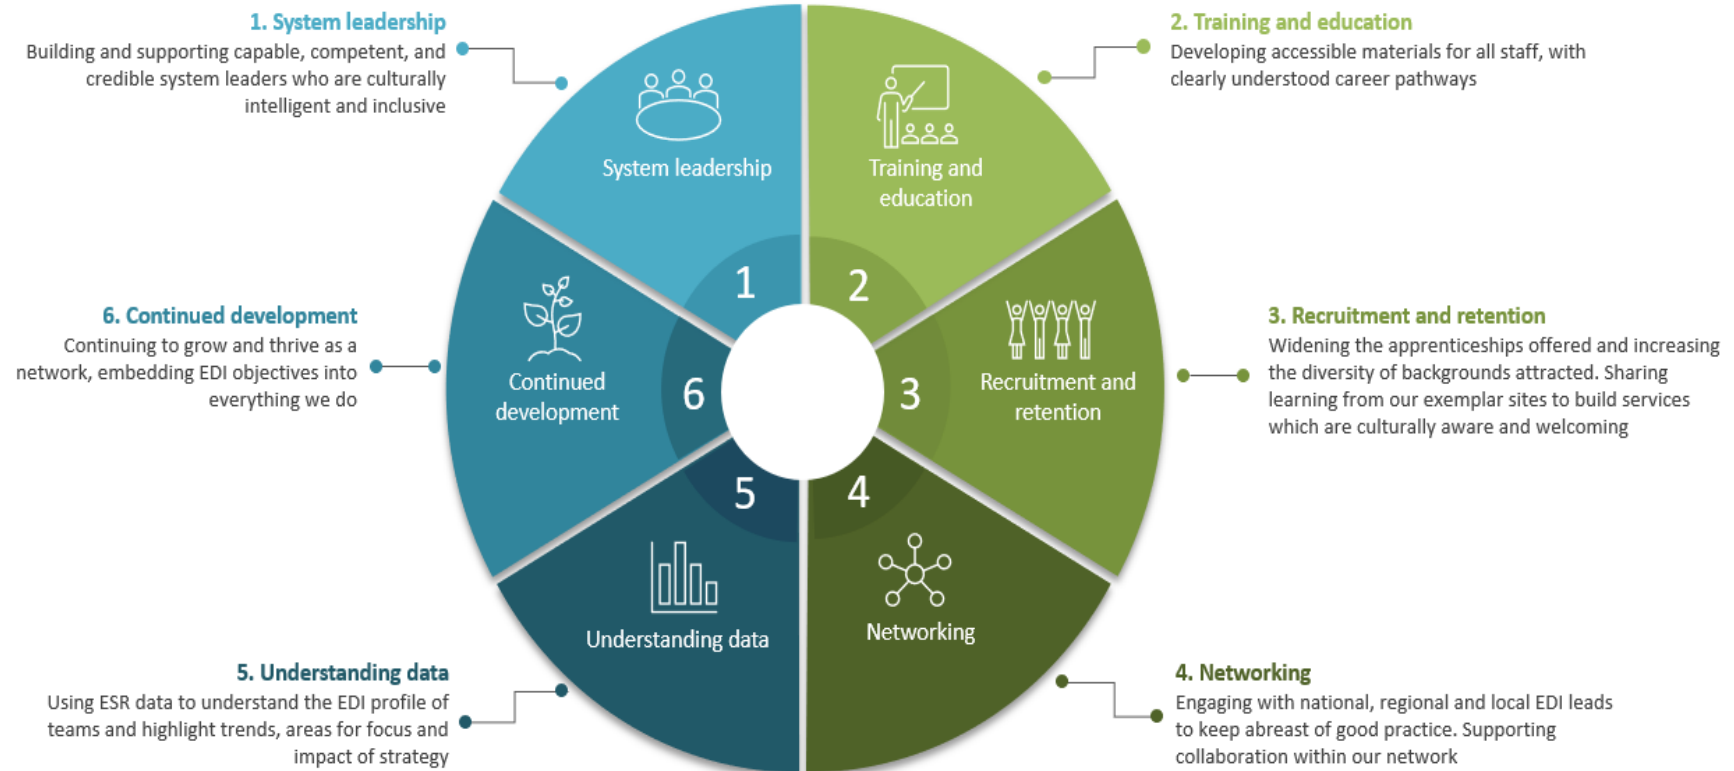 1. System leadership
Building and supporting capable, competent, and
credible system leaders who are culturally
intelligent and inclusive
2. Training and education
Developing accessible materials for all staff, with
clearly understood career pathways
System leadership
Training and
education
1
2
6. Continued development
Continuing to grow and thrive as a
network, embedding EDI objectives into
everything we do
Continued
development
6
3
Recruitment and
retention
3. Recruitment and retention
Widening the apprenticeships offered and increasing
the diversity of backgrounds attracted. Sharing
learning from our exemplar sites to build services
which are culturally aware and welcoming
5
4
Understanding data
Networking
5. Understanding data
Using ESR data to understand the EDI profile of
teams and highlight trends, areas for focus and
impact of strategy
4. Networking
Engaging with national, regional and local EDI leads
to keep abreast of good practice. Supporting
collaboration within our network